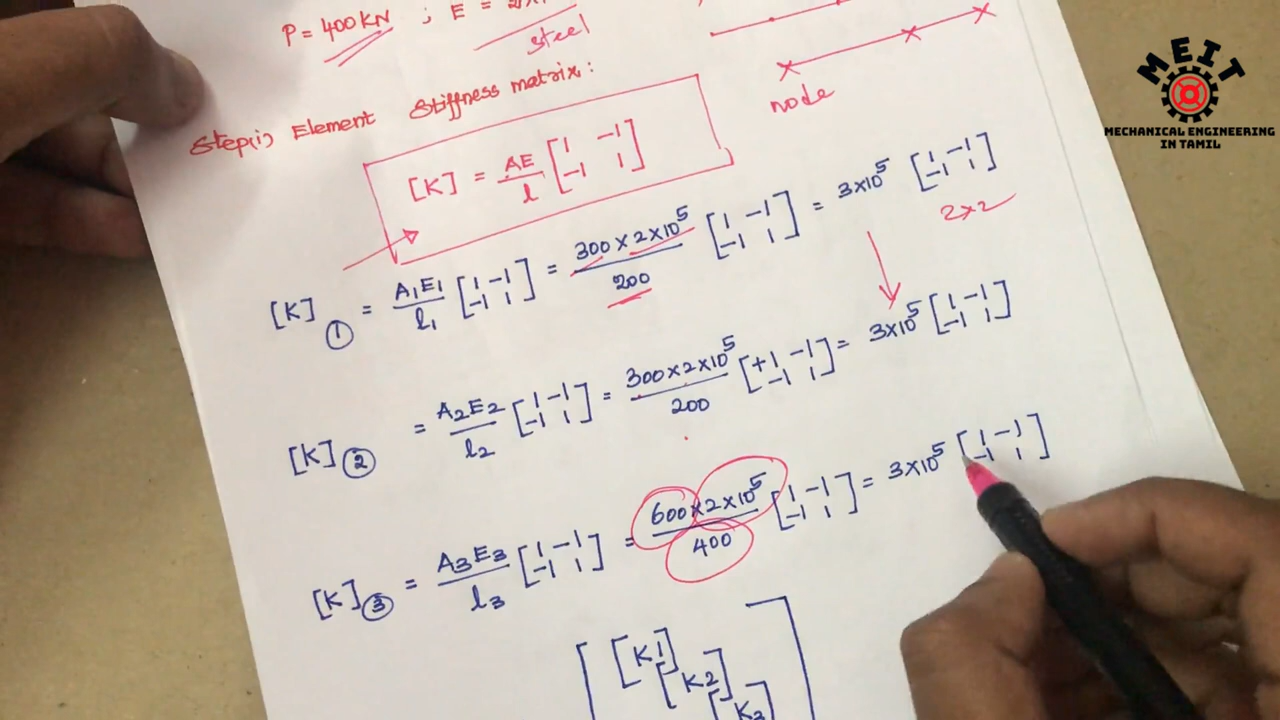 P = 400 kN ; E =
steel
Step(i) Element Stiffness matrix:
node
[K] = AE/l [1 -1; -1 1]
[K] ① = A1E1/l1 [1 -1; -1 1] = 300 × 2×10^5/200 [1 -1; -1 1] = 3×10^5 [1 -1; -1 1]
2×2
[K] ② = A2E2/l2 [1 -1; -1 1] = 300×2×10^5/200 [+1 -1; -1 1] = 3×10^5 [1 -1; -1 1]
[K] ③ = A3E3/l3 [1 -1; -1 1] = 600×2×10^5/400 [1 -1; -1 1] = 3×10^5 [1 -1; -1 1]
[K1]
[K2]
[K3]
MEIT
MECHANICAL ENGINEERING
IN TAMIL